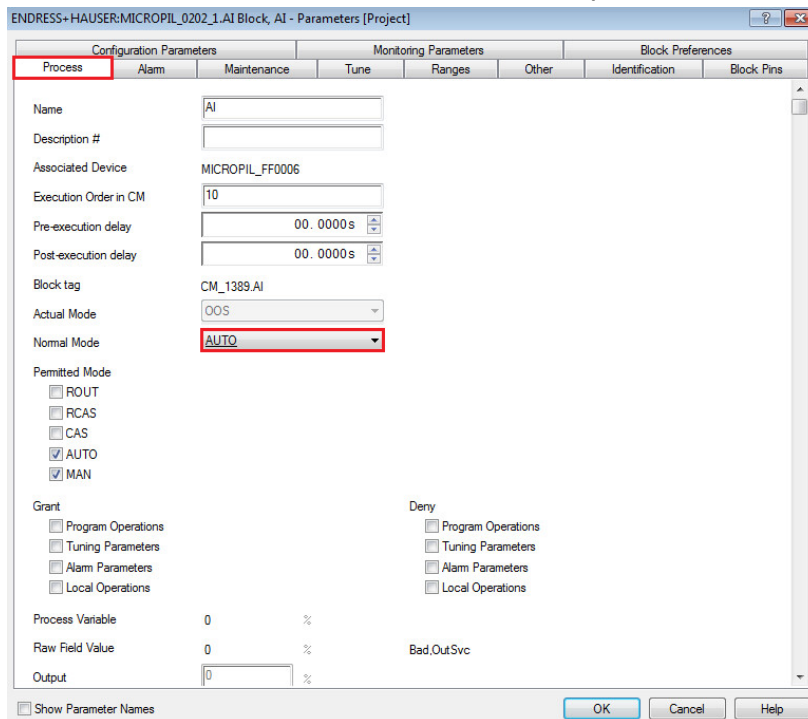 ENDRESS+HAUSER:MICROPIL_0202_1.AI Block, AI - Parameters [Project]
Configuration Parameters Monitoring Parameters Block Preferences
Process Alarm Maintenance Tune Ranges Other Identification Block Pins
Name AI
Description #
Associated Device MICROPIL_FF0006
Execution Order in CM 10
Pre-execution delay 00.0000s
Post-execution delay 00.0000s
Block tag CM_1389.AI
Actual Mode OOS
Normal Mode AUTO
Permitted Mode
ROUT
RCAS
CAS
AUTO
MAN
Grant Deny
Program Operations Program Operations
Tuning Parameters Tuning Parameters
Alarm Parameters Alarm Parameters
Local Operations Local Operations
Process Variable 0 %
Raw Field Value 0 % Bad,OutSvc
Output 0 %
Show Parameter Names OK Cancel Help